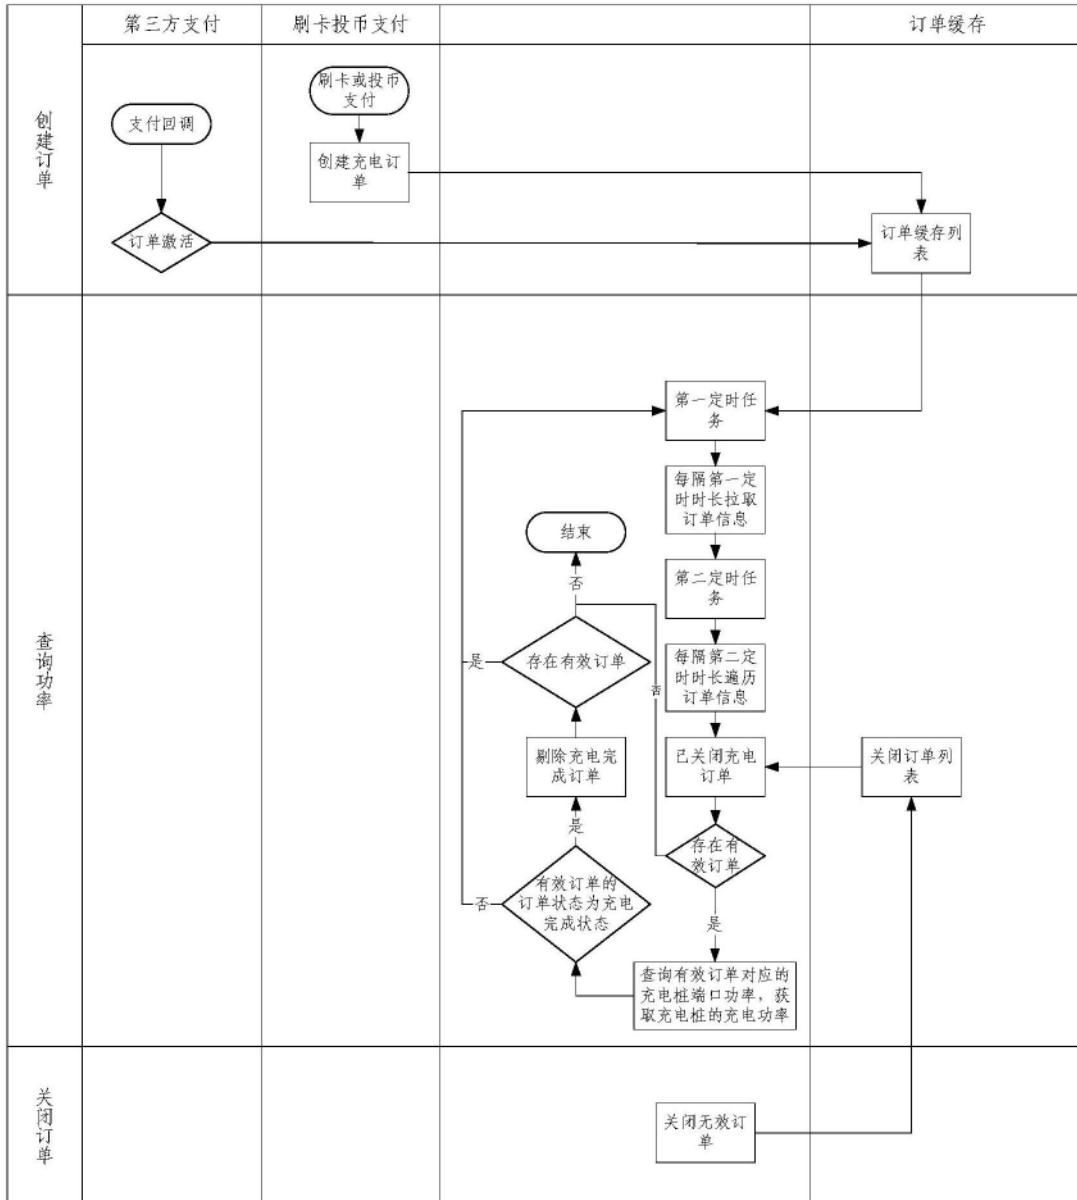 第三方支付
刷卡投币支付
订单缓存
创建订单
刷卡或投币
支付
支付回调
创建充电订
单
订单激活
订单缓存列
表
查询功率
第一定时任
务
每隔第一定
时时长拉取
订单信息
结束
第二定时任
务
否
存在有效订单
是
每隔第二定
时时长遍历
订单信息
否
剔除充电完
成订单
已关闭充电
订单
关闭订单列
表
是
存在有
效订单
有效订单的
订单状态为充电
完成状态
否
是
查询有效订单对应的
充电桩端口功率，获
取充电桩的充电功率
关闭订单
关闭无效订
单